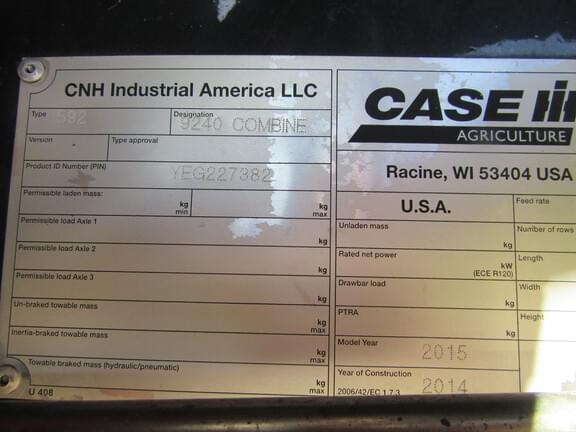 CNH Industrial America LLC
Type 592
Designation 9240 COMBINE
Version
Type approval
Product ID Number (PIN) YEG227382
Permissible laden mass:
kg min
kg max
Permissible load Axle 1
kg max
Permissible load Axle 2
kg max
Permissible load Axle 3
kg
Un-braked towable mass
kg max
Inertia-braked towable mass
kg max
Towable braked mass (hydraulic/pneumatic)
kg max
U 408
CASE IH
AGRICULTURE
Racine, WI 53404 USA
U.S.A.
Feed rate
Unladen mass
kg
Number of rows
Rated net power
kW
(ECE R120)
Length
Drawbar load
kg
Width
PTRA
kg
Height
Model Year 2015
Year of Construction 2014
2006/42/EC 1.7.3